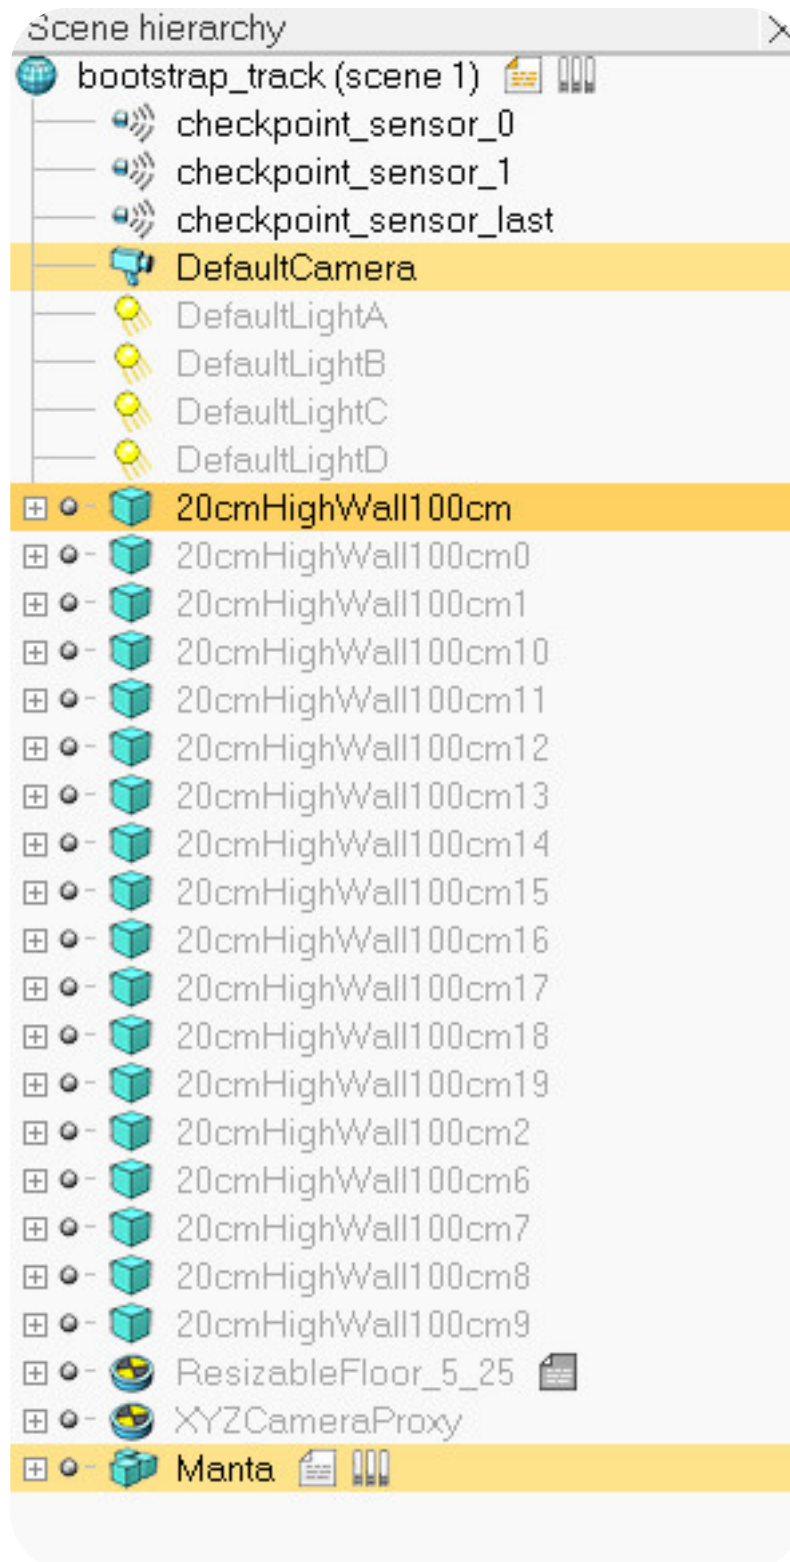 Scene hierarchy
bootstrap_track (scene 1)
checkpoint_sensor_0
checkpoint_sensor_1
checkpoint_sensor_last
DefaultCamera
DefaultLightA
DefaultLightB
DefaultLightC
DefaultLightD
20cmHighWall100cm
20cmHighWall100cm0
20cmHighWall100cm1
20cmHighWall100cm10
20cmHighWall100cm11
20cmHighWall100cm12
20cmHighWall100cm13
20cmHighWall100cm14
20cmHighWall100cm15
20cmHighWall100cm16
20cmHighWall100cm17
20cmHighWall100cm18
20cmHighWall100cm19
20cmHighWall100cm2
20cmHighWall100cm6
20cmHighWall100cm7
20cmHighWall100cm8
20cmHighWall100cm9
ResizableFloor_5_25
XYZCameraProxy
Manta